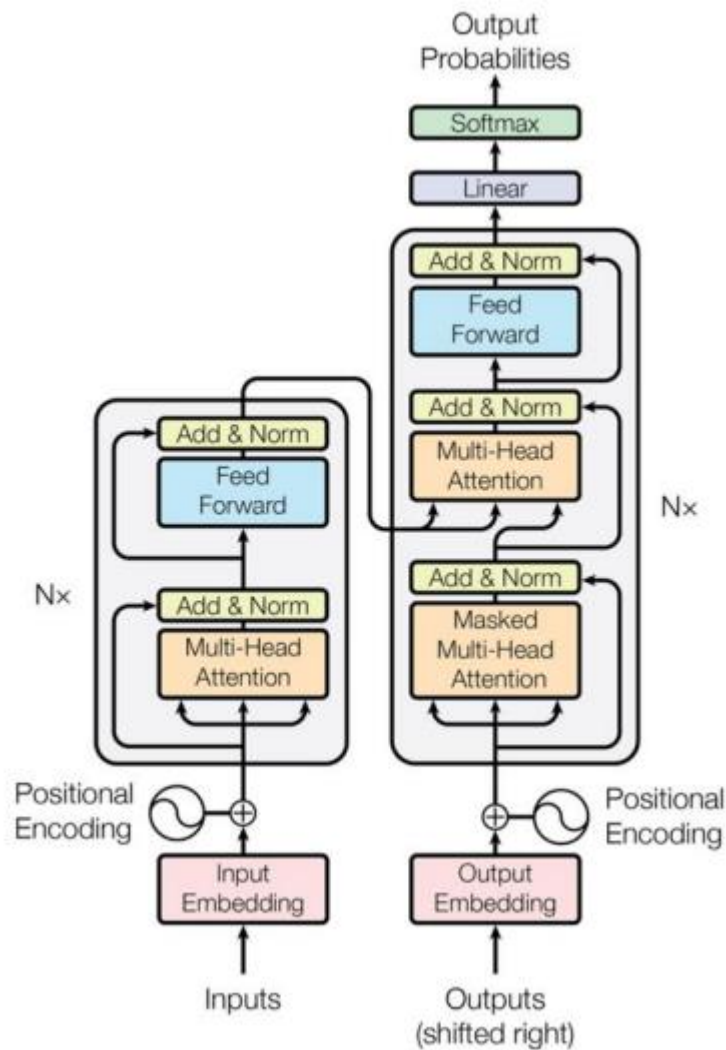 Output
Probabilities
Softmax
Linear
Add & Norm
Feed
Forward
Add & Norm
Multi-Head
Attention
Add & Norm
Masked
Multi-Head
Attention
Nx
Add & Norm
Feed
Forward
Add & Norm
Multi-Head
Attention
Nx
Positional
Encoding
Positional
Encoding
Input
Embedding
Output
Embedding
Inputs
Outputs
(shifted right)